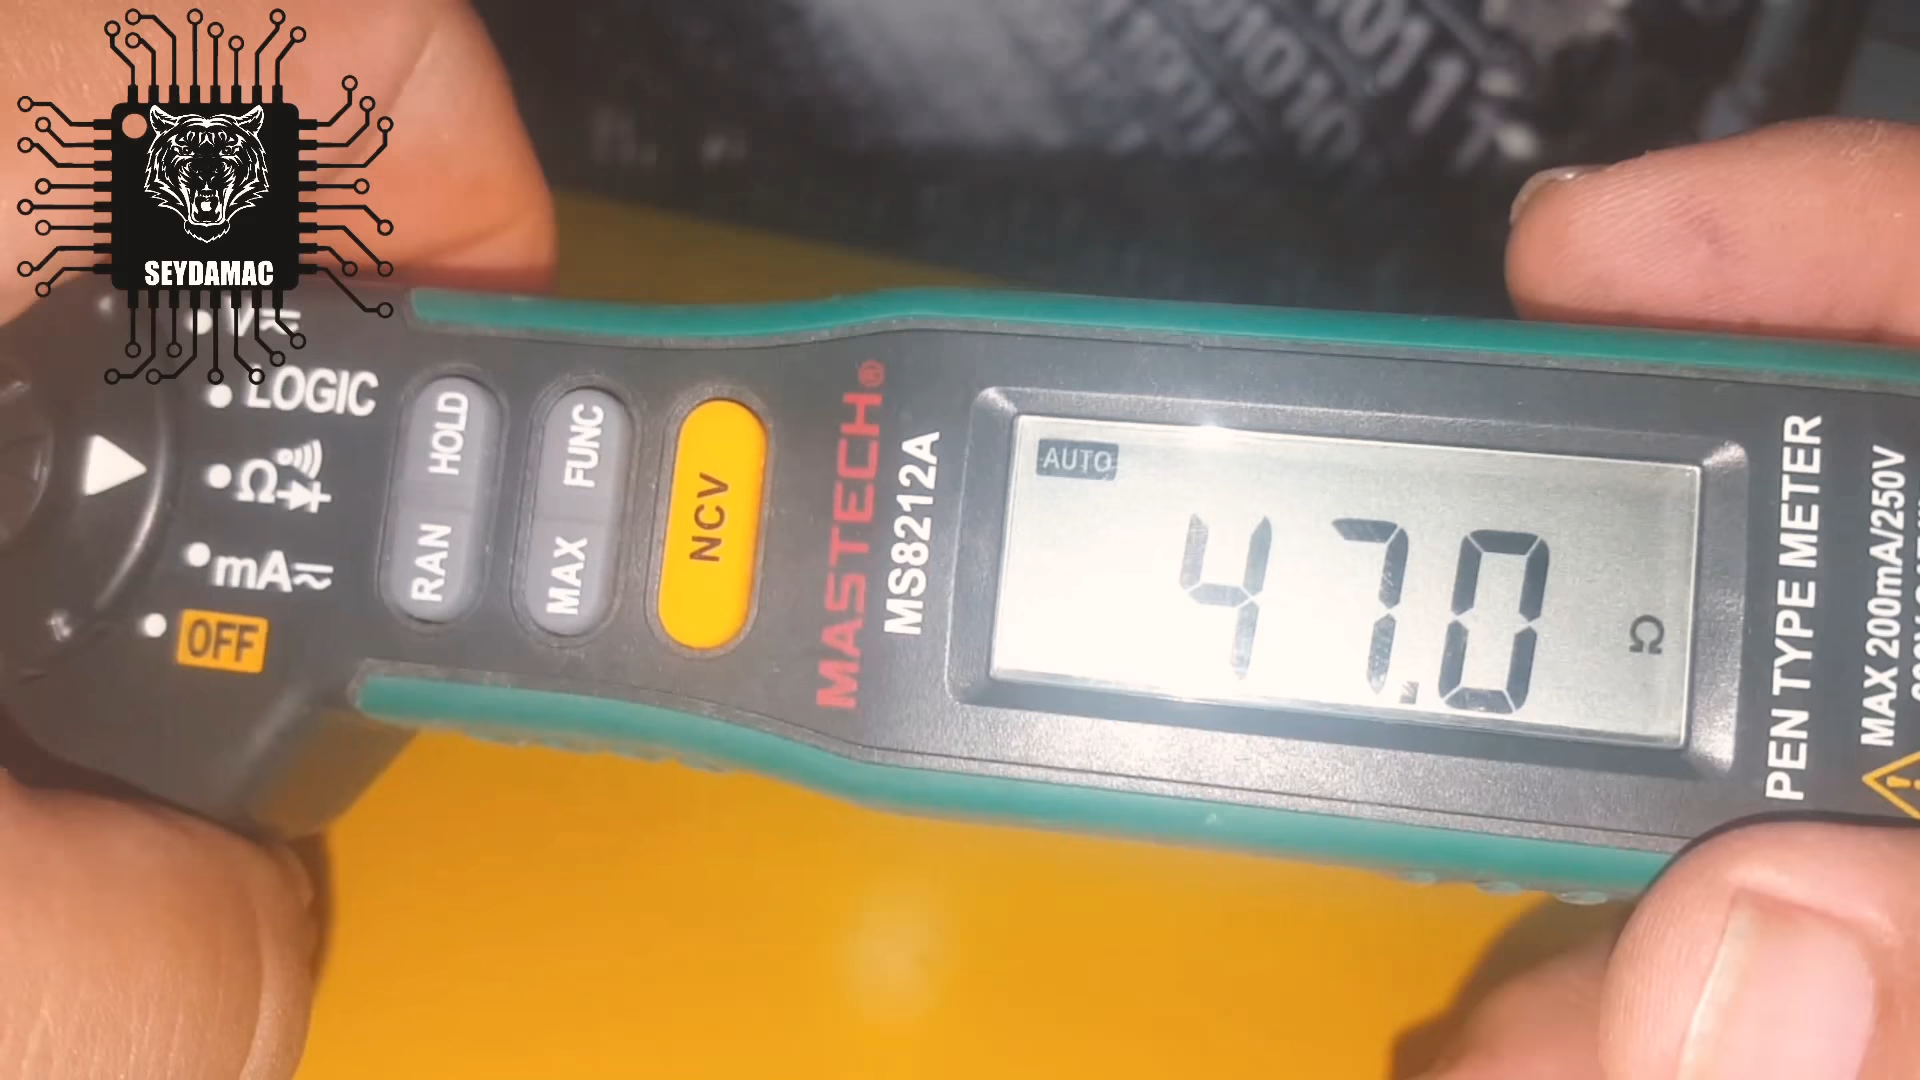 SEYDAMAC
V
LOGIC
Ω
mA
OFF
HOLD
RAN
FUNC
MAX
NCV
MASTECH®
MS8212A
AUTO
47.0
Ω
PEN TYPE METER
MAX 200mA/250V